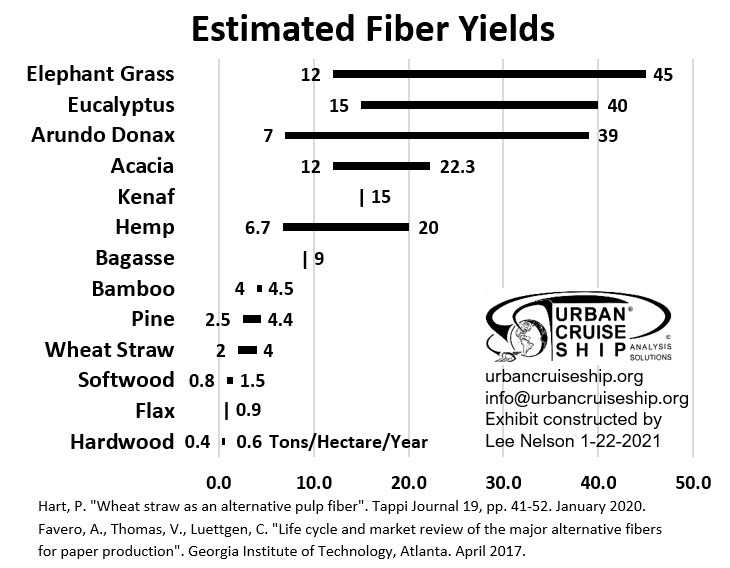 Estimated Fiber Yields
Elephant Grass 12 45
Eucalyptus 15 40
Arundo Donax 7 39
Acacia 12 22.3
Kenaf 15
Hemp 6.7 20
Bagasse 9
Bamboo 4 4.5
Pine 2.5 4.4
Wheat Straw 2 4
Softwood 0.8 1.5
Flax 0.9
Hardwood 0.4 0.6 Tons/Hectare/Year
0.0 10.0 20.0 30.0 40.0 50.0
URBAN®
CRUISE
SHIP ©
ANALYSIS
SOLUTIONS
urbancruiseship.org
info@urbancruiseship.org
Exhibit constructed by
Lee Nelson 1-22-2021
Hart, P. "Wheat straw as an alternative pulp fiber". Tappi Journal 19, pp. 41-52. January 2020.
Favero, A., Thomas, V., Luettgen, C. "Life cycle and market review of the major alternative fibers
for paper production". Georgia Institute of Technology, Atlanta. April 2017.